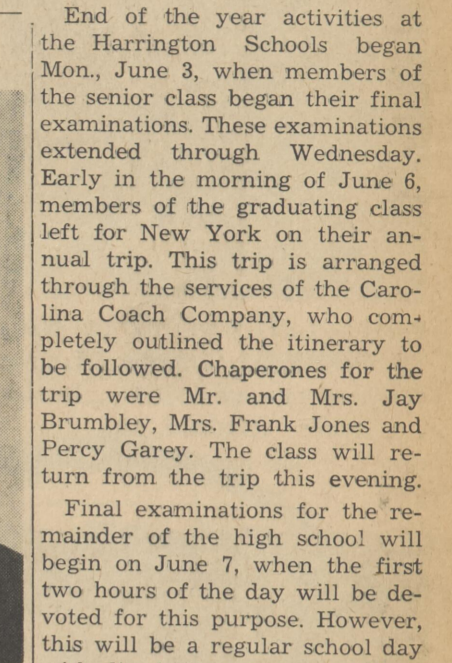 End of the year activities at
the Harrington Schools began
Mon., June 3, when members of
the senior class began their final
examinations. These examinations
extended through Wednesday.
Early in the morning of June 6,
members of the graduating class
left for New York on their an-
nual trip. This trip is arranged
through the services of the Caro-
lina Coach Company, who com-
pletely outlined the itinerary to
be followed. Chaperones for the
trip were Mr. and Mrs. Jay
Brumbley, Mrs. Frank Jones and
Percy Garey. The class will re-
turn from the trip this evening.
Final examinations for the re-
mainder of the high school will
begin on June 7, when the first
two hours of the day will be de-
voted for this purpose. However,
this will be a regular school day